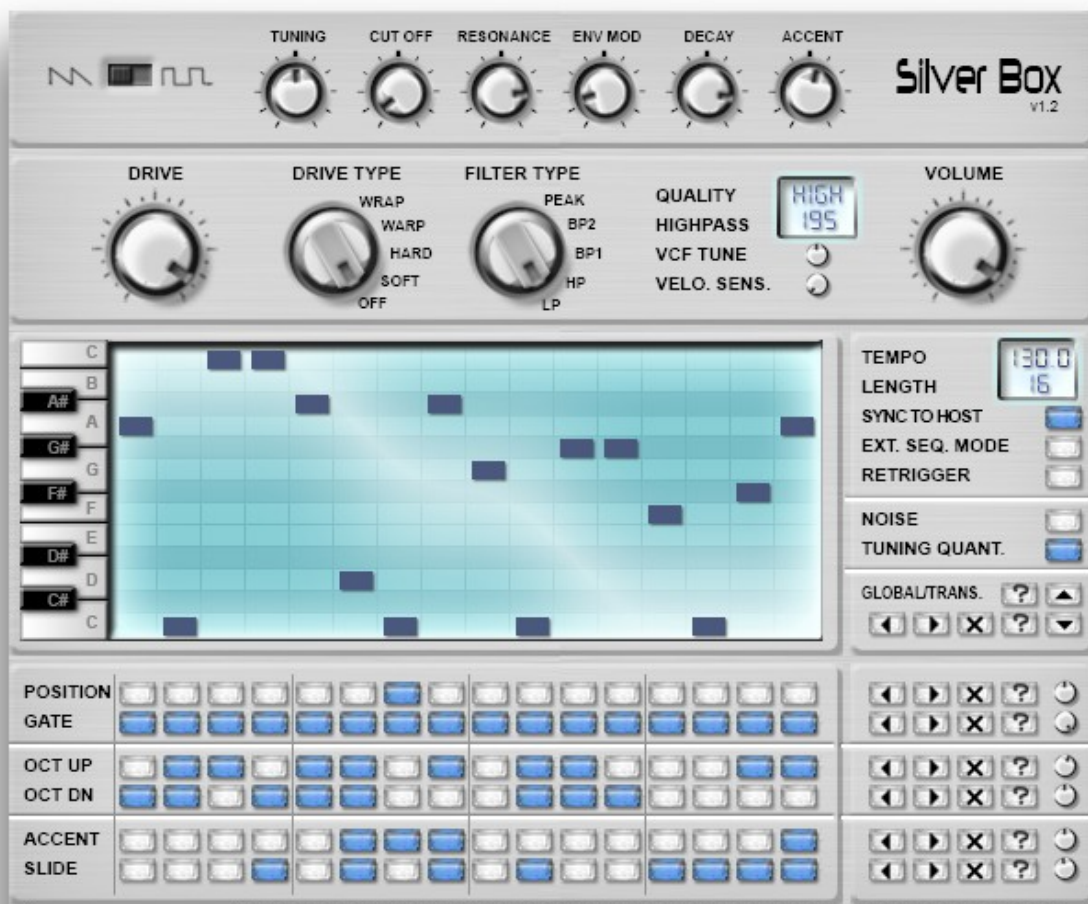 TUNING CUT OFF RESONANCE ENV MOD DECAY ACCENT
Silver Box
v1.2
DRIVE DRIVE TYPE FILTER TYPE VOLUME
WRAP
WARP
HARD
SOFT
OFF
PEAK
BP2
BP1
HP
LP
QUALITY HIGH
HIGHPASS 195
VCF TUNE
VELO. SENS.
C
B
A#
A
G#
G
F#
F
E
D#
D
C#
C
TEMPO 130.0
LENGTH 16
SYNC TO HOST
EXT. SEQ. MODE
RETRIGGER
NOISE
TUNING QUANT.
GLOBAL/TRANS. ?
X ?
POSITION X ?
GATE X ?
OCT UP X ?
OCT DN X ?
ACCENT X ?
SLIDE X ?